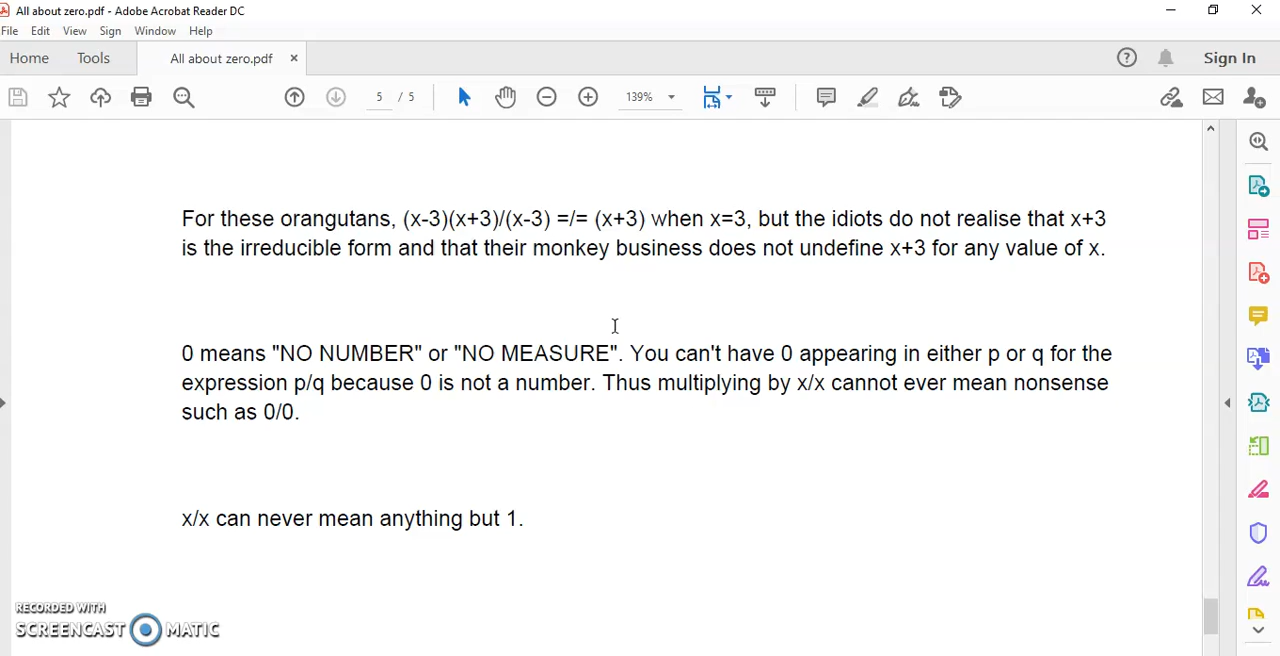 All about zero.pdf - Adobe Acrobat Reader DC
File Edit View Sign Window Help
Home Tools All about zero.pdf × Sign In
5 / 5 139%
For these orangutans, (x-3)(x+3)/(x-3) =/= (x+3) when x=3, but the idiots do not realise that x+3
is the irreducible form and that their monkey business does not undefine x+3 for any value of x.
0 means "NO NUMBER" or "NO MEASURE". You can't have 0 appearing in either p or q for the
expression p/q because 0 is not a number. Thus multiplying by x/x cannot ever mean nonsense
such as 0/0.
x/x can never mean anything but 1.
RECORDED WITH
SCREENCAST MATIC